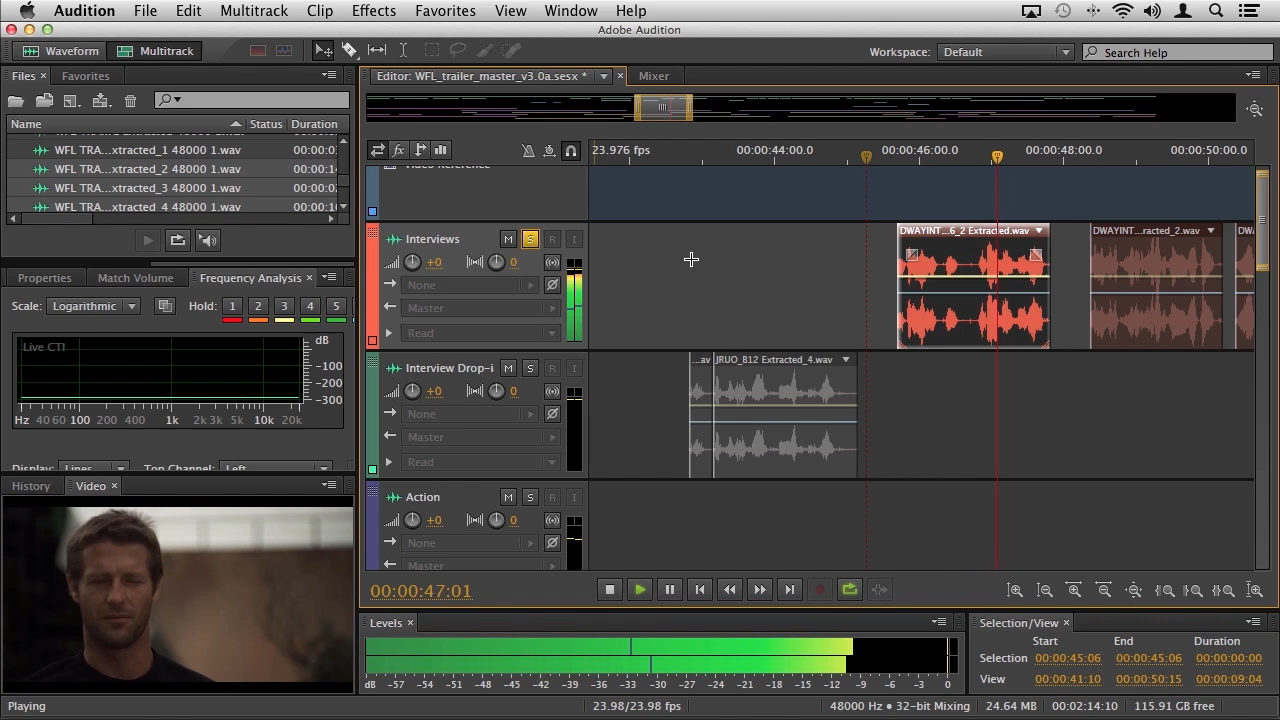 Audition File Edit Multitrack Clip Effects Favorites View Window Help
Adobe Audition
Waveform Multitrack Workspace: Default Search Help
Files × Favorites
Name Status Duration
WFL TRA...xtracted_1 48000 1.wav
WFL TRA...xtracted_2 48000 1.wav 00:00:14
WFL TRA...xtracted_3 48000 1.wav
WFL TRA...xtracted_4 48000 1.wav
Properties Match Volume Frequency Analysis ×
Scale: Logarithmic Hold: 1 2 3 4 5
Live CTI
dB
-100
-200
-300
Hz 40 60 100 1k 2k 3k 5k 10k 20k
Display: Lines Top Channel: Left
History Video ×
Editor: WFL_trailer_master_v3.0a.sesx * × Mixer
23.976 fps 00:00:44.0 00:00:46.0 00:00:48.0 00:00:50.0
Video Reference
Interviews M S R I
+0 0
None
Master
Read
DWAYINT...6_2 Extracted.wav
DWAYINT...racted_2.wav
Interview Drop-i M S R I
+0 0
None
Master
Read
...av JRUO_B12 Extracted_4.wav
Action M S R I
+0 0
None
Master
00:00:47:01
Levels ×
dB -57 -54 -51 -48 -45 -42 -39 -36 -33 -30 -27 -24 -21 -18 -15 -12 -9 -6 -3 0
Selection/View ×
Start End Duration
Selection 00:00:45:06 00:00:45:06 00:00:00:00
View 00:00:41:10 00:00:50:15 00:00:09:04
Playing 23.98/23.98 fps 48000 Hz • 32-bit Mixing 24.64 MB 00:02:14:10 115.91 GB free